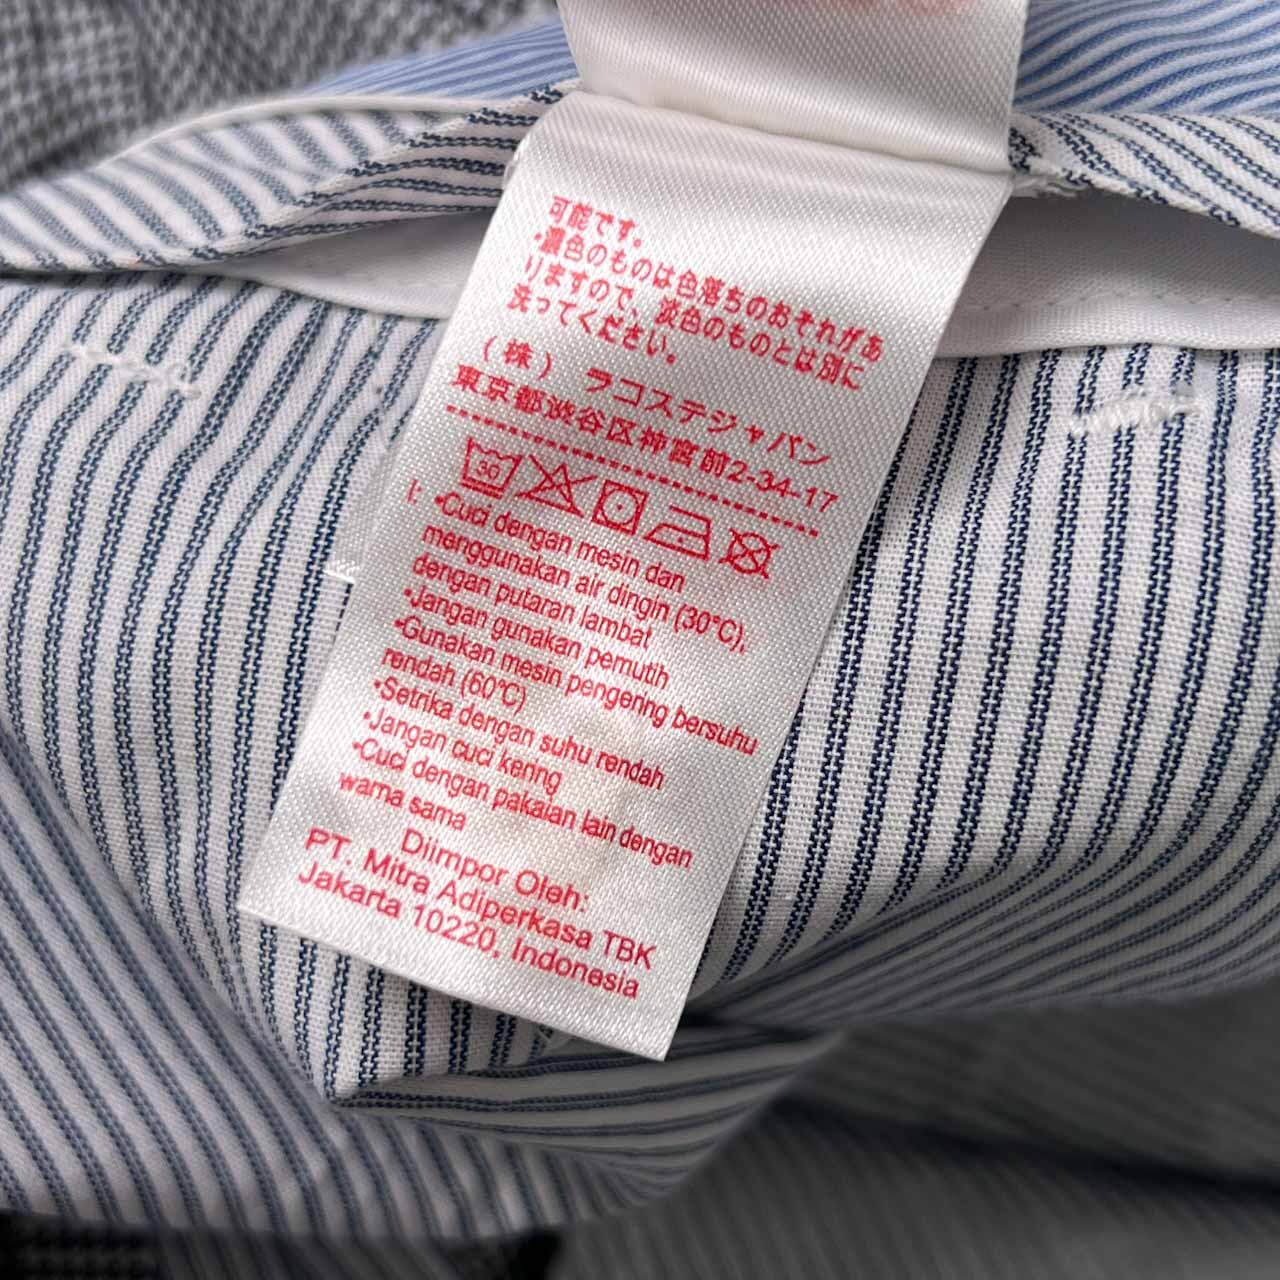 可能です。
•濃色のものは色落ちのおそれがあ
りますので、淡色のものとは別に
洗ってください。
(株) ラコステジャパン
東京都渋谷区神宮前2-34-17
30
I: •Cuci dengan mesin dan
menggunakan air dingin (30°C),
dengan putaran lambat
•Jangan gunakan pemutih
•Gunakan mesin pengering bersuhu
rendah (60°C)
•Setrika dengan suhu rendah
•Jangan cuci kering
•Cuci dengan pakaian lain dengan
warna sama
Diimpor Oleh:
PT. Mitra Adiperkasa TBK
Jakarta 10220, Indonesia